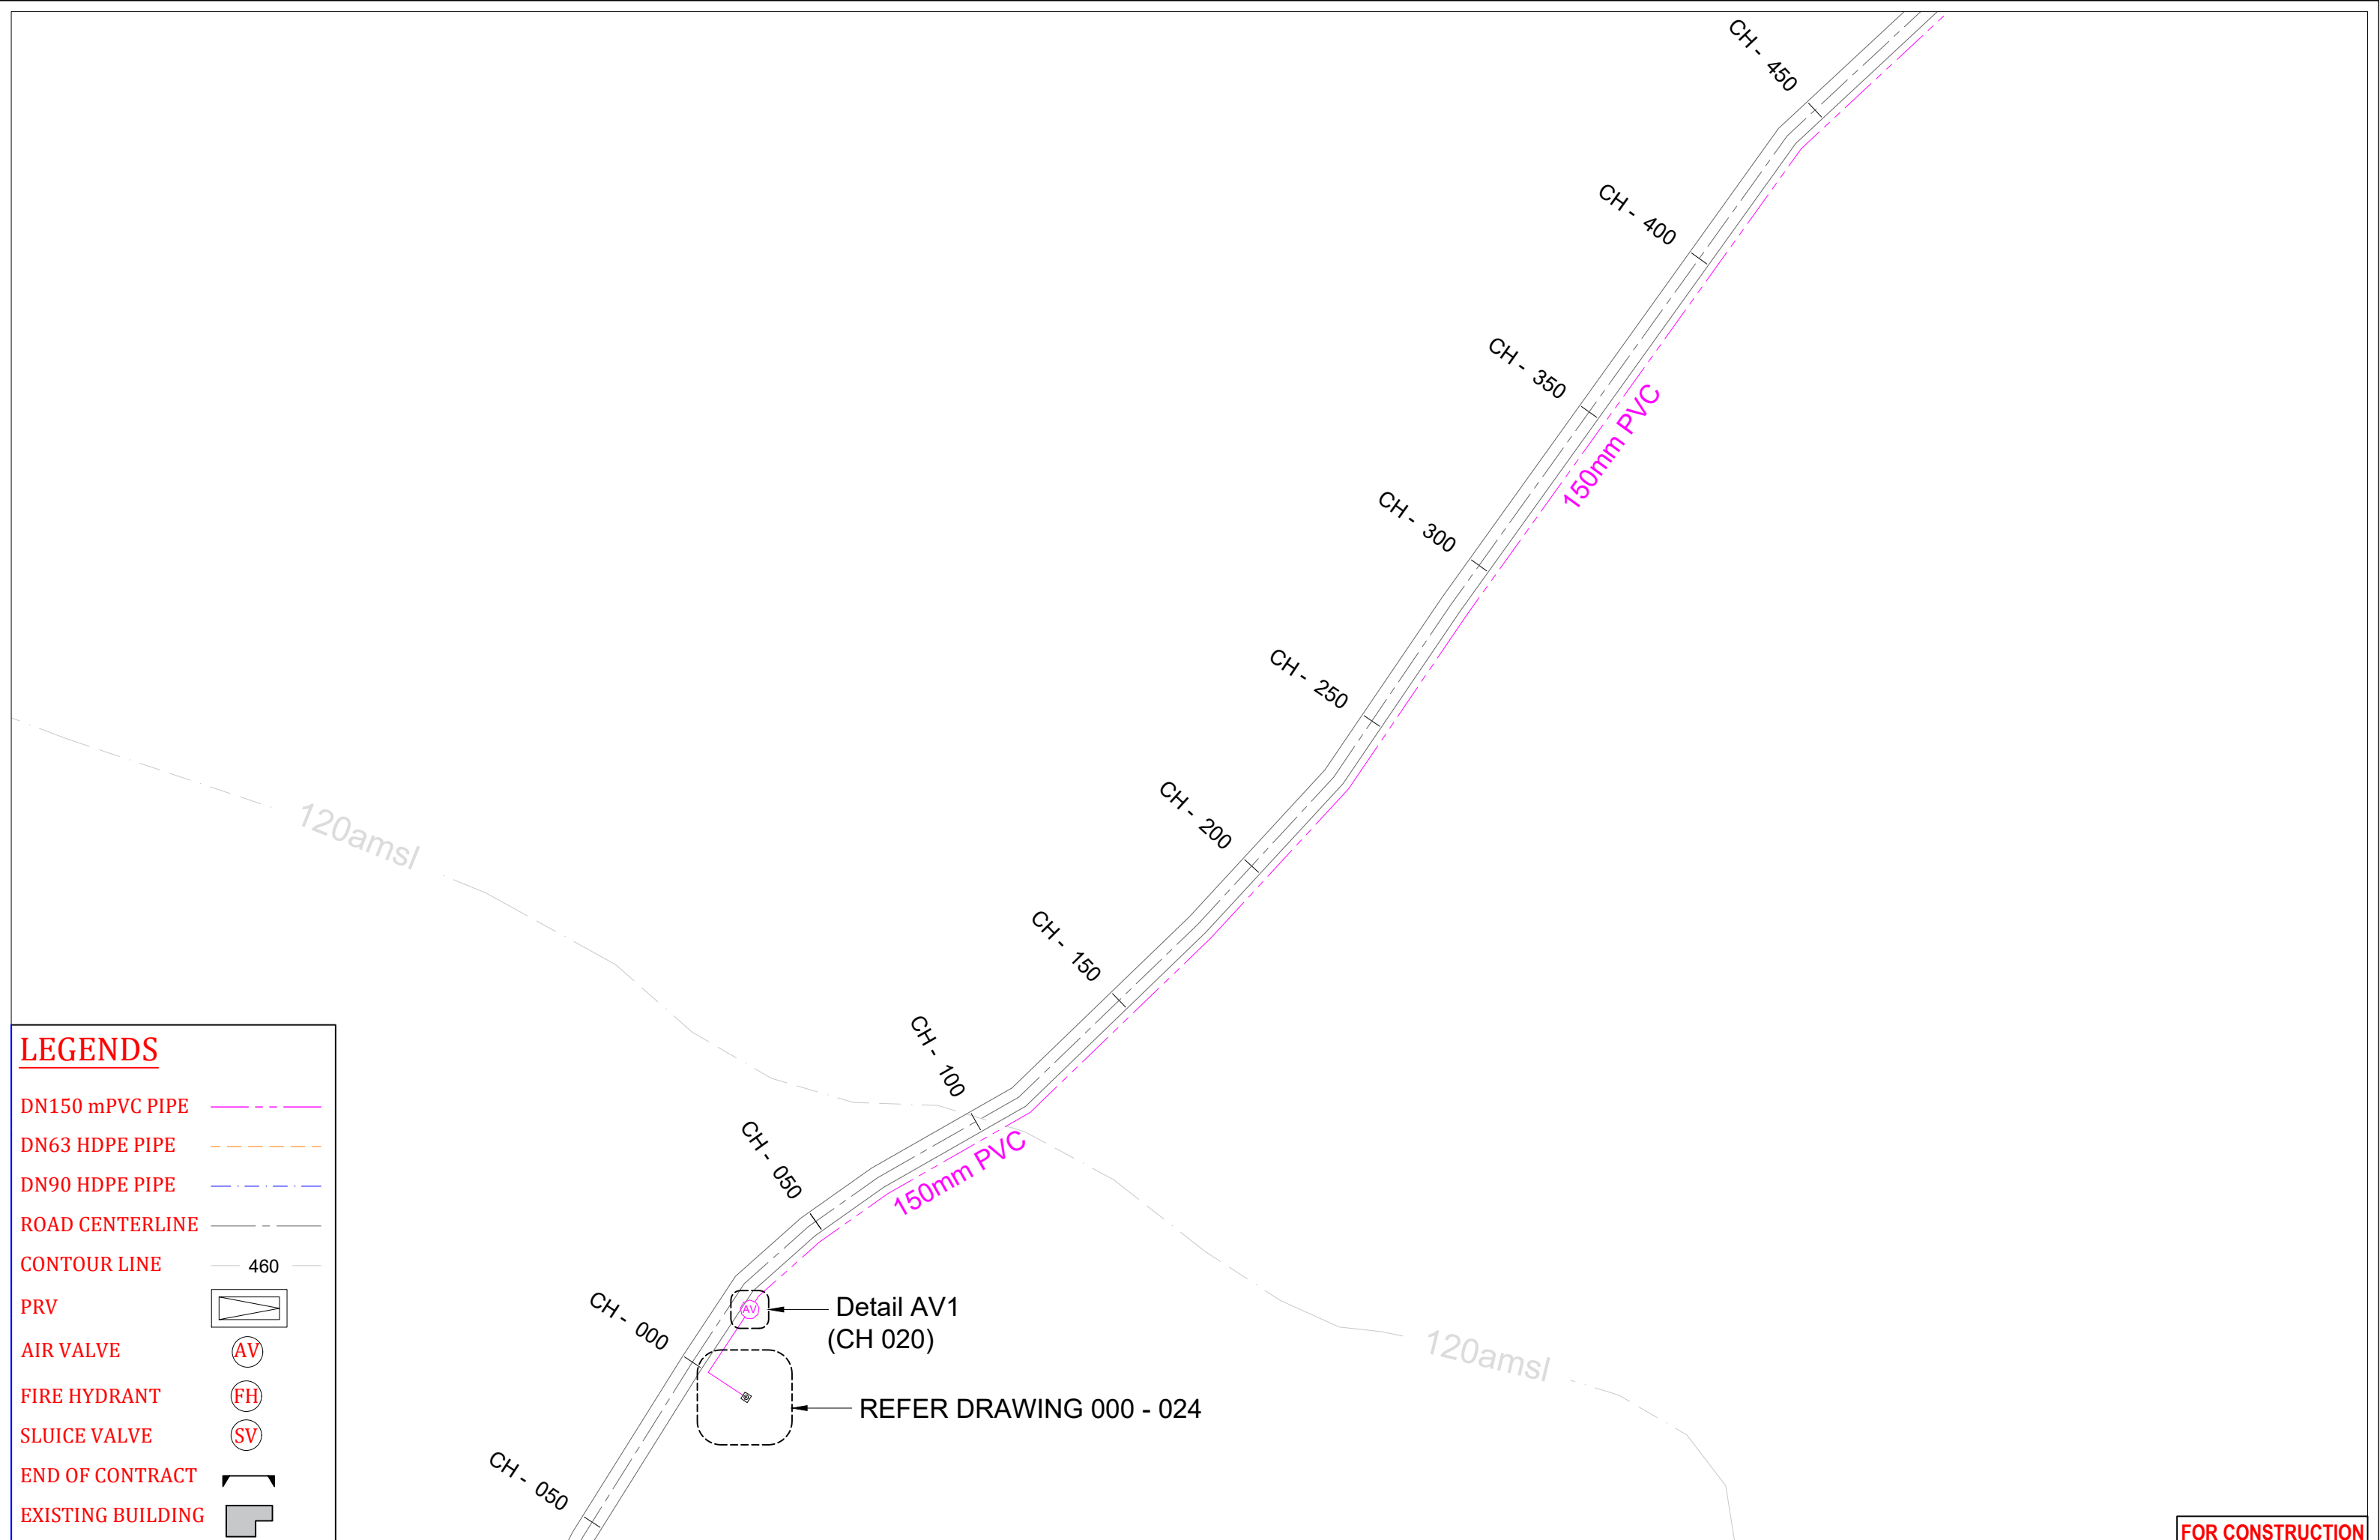 CH - 450
CH - 400
CH - 350
150mm PVC
CH - 300
CH - 250
CH - 200
120amsl
CH - 150
CH - 100
CH - 050
150mm PVC
CH - 000
AV
Detail AV1
(CH 020)
120amsl
REFER DRAWING 000 - 024
CH - 050
LEGENDS
DN150 mPVC PIPE
DN63 HDPE PIPE
DN90 HDPE PIPE
ROAD CENTERLINE
CONTOUR LINE 460
PRV
AIR VALVE AV
FIRE HYDRANT FH
SLUICE VALVE SV
END OF CONTRACT
EXISTING BUILDING
FOR CONSTRUCTION